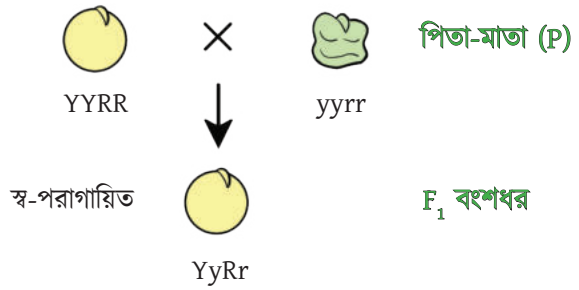 পিতা-মাতা (P)
YYRR
yyrr
স্ব-পরাগায়িত
F₁ বংশধর
YyRr